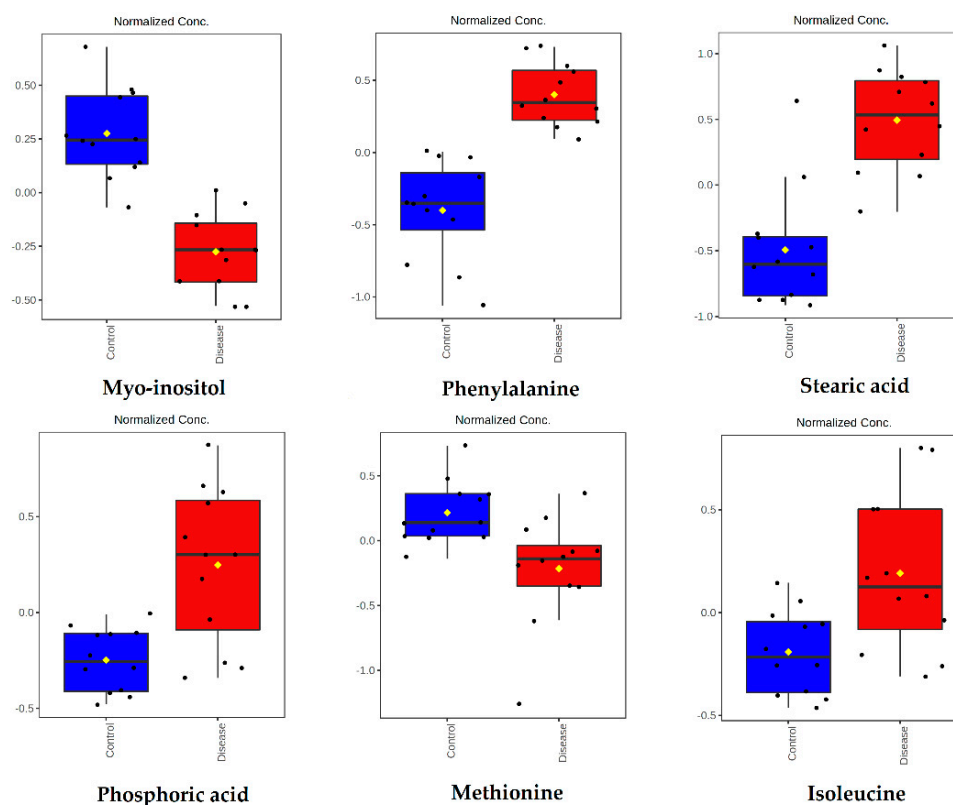 Normalized Conc.
0.50
0.25
0.00
-0.25
-0.50
Control
Disease
Myo-inositol
Normalized Conc.
0.5
0.0
-0.5
-1.0
Control
Disease
Phenylalanine
Normalized Conc.
1.0
0.5
0.0
-0.5
-1.0
Control
Disease
Stearic acid
Normalized Conc.
0.5
0.0
-0.5
Control
Disease
Phosphoric acid
Normalized Conc.
0.5
0.0
-0.5
-1.0
Control
Disease
Methionine
Normalized Conc.
0.5
0.0
-0.5
Control
Disease
Isoleucine